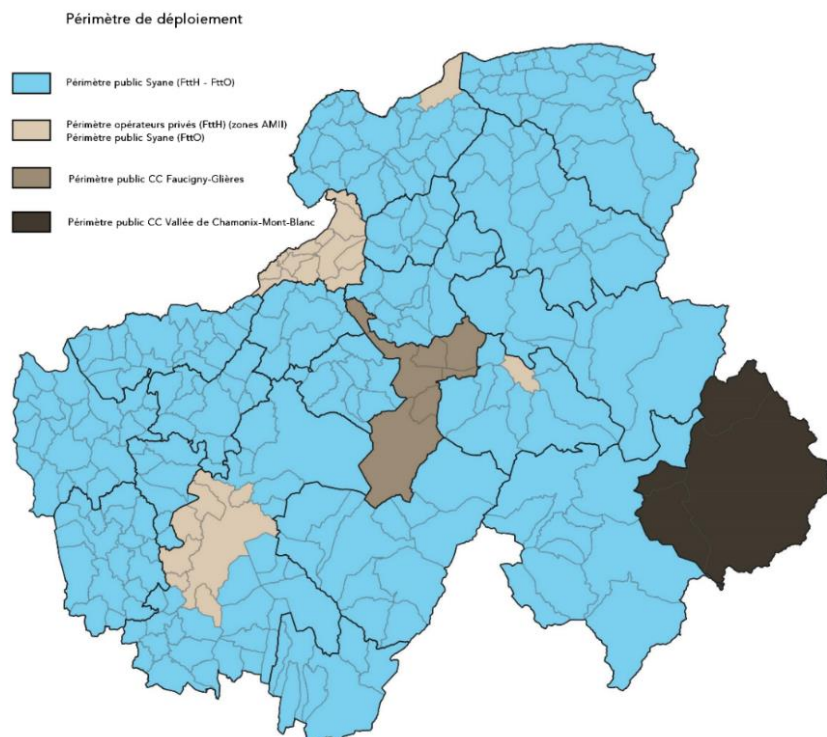 Périmètre de déploiement
Périmètre public Syane (FttH - FttO)
Périmètre opérateurs privés (FttH) (zones AMII)
Périmètre public Syane (FttO)
Périmètre public CC Faucigny-Glières
Périmètre public CC Vallée de Chamonix-Mont-Blanc